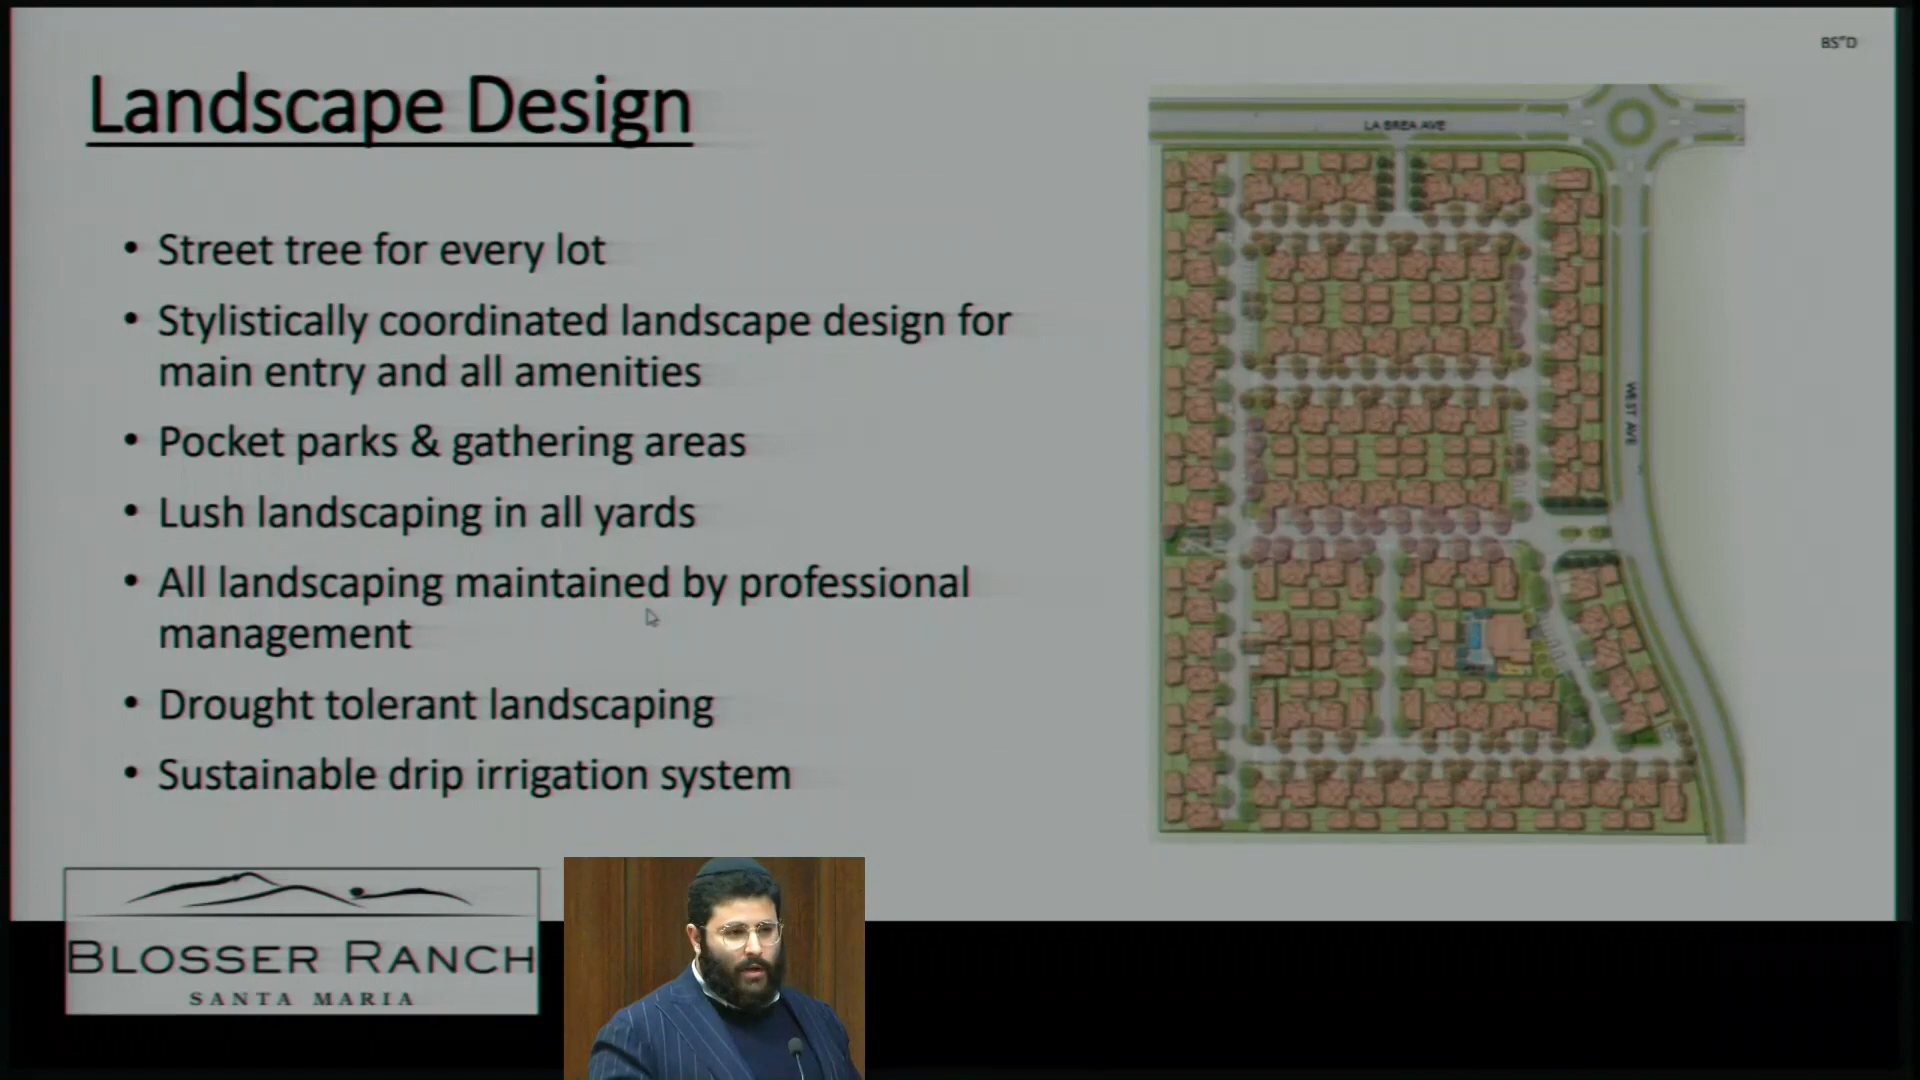 BS"D
Landscape Design
• Street tree for every lot
• Stylistically coordinated landscape design for
main entry and all amenities
• Pocket parks & gathering areas
• Lush landscaping in all yards
• All landscaping maintained by professional
management
• Drought tolerant landscaping
• Sustainable drip irrigation system
LA BREA AVE
WEST AVE
BLOSSER RANCH
SANTA MARIA